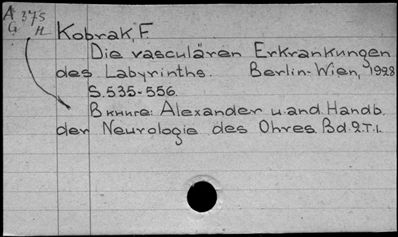 A 375
G H
Kobrak, F.
Die vasculären Erkrankungen
des Labyrinths. Berlin-Wien, 1928
S. 535-556.
В книге: Alexander u. and. Handb.
der Neurologie des Ohres Bd. 2. T. 1.